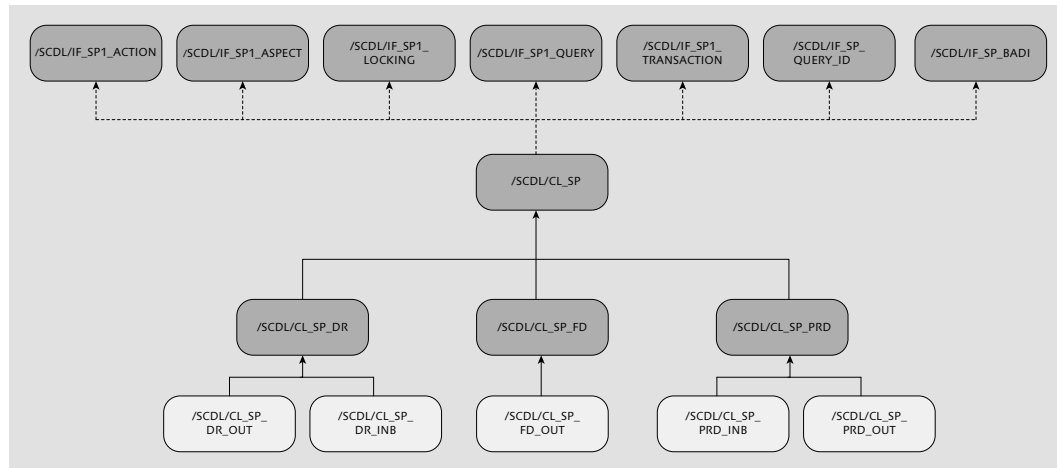 /SCDL/IF_SP1_ACTION
/SCDL/IF_SP1_ASPECT
/SCDL/IF_SP1_
LOCKING
/SCDL/IF_SP1_QUERY
/SCDL/IF_SP1_
TRANSACTION
/SCDL/IF_SP_
QUERY_ID
/SCDL/IF_SP_BADI
/SCDL/CL_SP
/SCDL/CL_SP_DR
/SCDL/CL_SP_FD
/SCDL/CL_SP_PRD
/SCDL/CL_SP_
DR_OUT
/SCDL/CL_SP_
DR_INB
/SCDL/CL_SP_
FD_OUT
/SCDL/CL_SP_
PRD_INB
/SCDL/CL_SP_
PRD_OUT